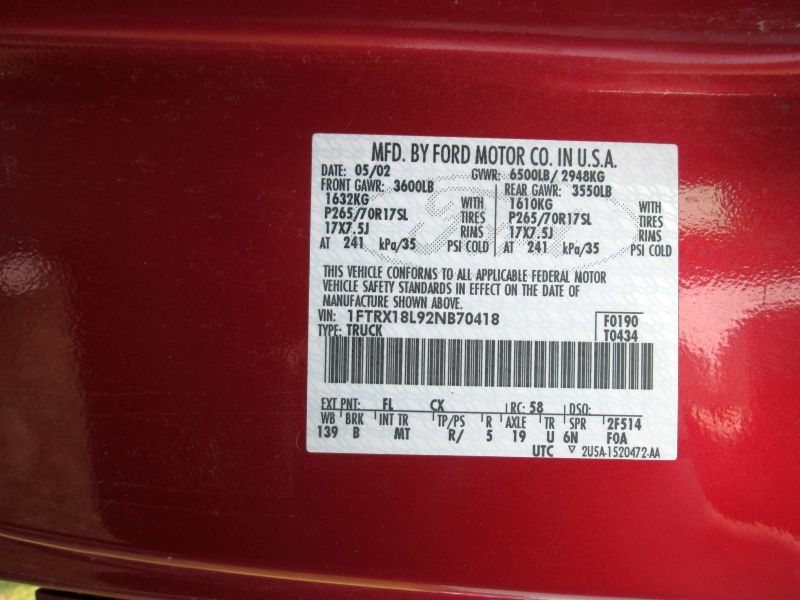 MFD. BY FORD MOTOR CO. IN U.S.A.
DATE: 05/02 GVWR: 6500LB/ 2948KG
FRONT GAWR: 3600LB REAR GAWR: 3550LB
1632KG WITH 1610KG WITH
P265/70R17SL TIRES P265/70R17SL TIRES
17X7.5J RIMS 17X7.5J RIMS
AT 241 kPa/35 PSI COLD AT 241 kPa/35 PSI COLD
THIS VEHICLE CONFORMS TO ALL APPLICABLE FEDERAL MOTOR
VEHICLE SAFETY STANDARDS IN EFFECT ON THE DATE OF
MANUFACTURE SHOWN ABOVE.
VIN: 1FTRX18L92NB70418 F0190
TYPE: TRUCK T0434
EXT PNT: FL CX RC: 58 DSO:
WB BRK INT TR TP/PS R AXLE TR SPR 2F514
139 B MT R/ 5 19 U 6N F0A
UTC ▽ 2U5A-1520472-AA